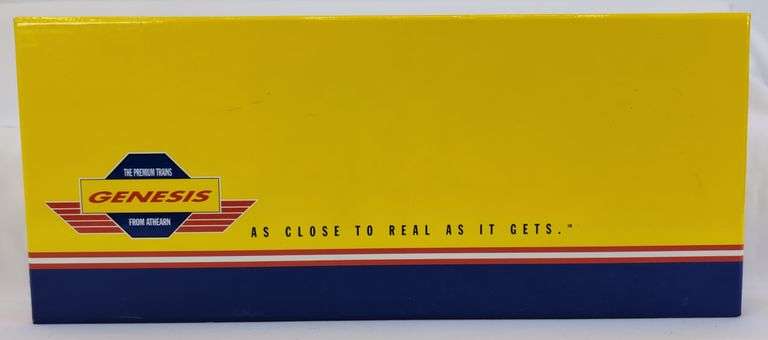 THE PREMIUM TRAINS
GENESIS
FROM ATHEARN
AS CLOSE TO REAL AS IT GETS.™